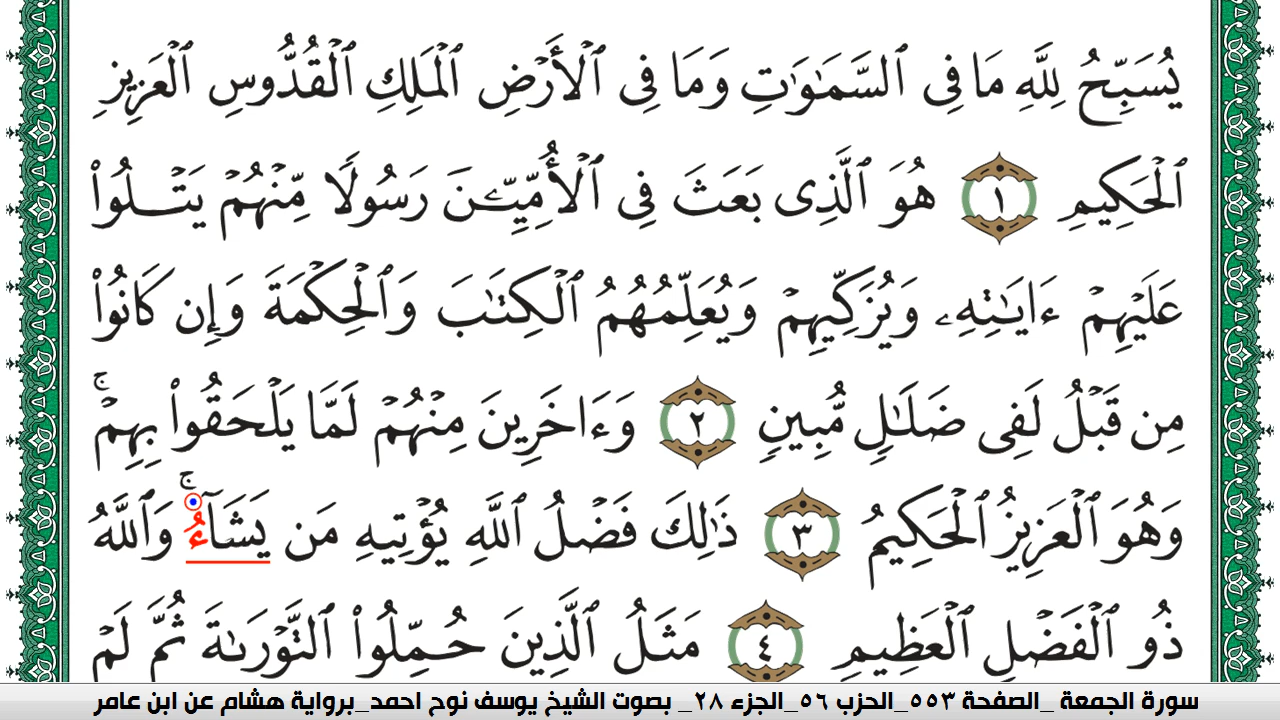 يُسَبِّحُ لِلَّهِ مَا فِى ٱلسَّمَٰوَٰتِ وَمَا فِى ٱلْأَرْضِ ٱلْمَلِكِ ٱلْقُدُّوسِ ٱلْعَزِيزِ
ٱلْحَكِيمِ ١ هُوَ ٱلَّذِى بَعَثَ فِى ٱلْأُمِّيِّـۧنَ رَسُولًا مِّنْهُمْ يَتْلُوا۟
عَلَيْهِمْ ءَايَٰتِهِۦ وَيُزَكِّيهِمْ وَيُعَلِّمُهُمُ ٱلْكِتَٰبَ وَٱلْحِكْمَةَ وَإِن كَانُوا۟
مِن قَبْلُ لَفِى ضَلَٰلٍ مُّبِينٍ ٢ وَءَاخَرِينَ مِنْهُمْ لَمَّا يَلْحَقُوا۟ بِهِمْ ۚ
وَهُوَ ٱلْعَزِيزُ ٱلْحَكِيمُ ٣ ذَٰلِكَ فَضْلُ ٱللَّهِ يُؤْتِيهِ مَن يَشَآءُ ۚ وَٱللَّهُ
ذُو ٱلْفَضْلِ ٱلْعَظِيمِ ٤ مَثَلُ ٱلَّذِينَ حُمِّلُوا۟ ٱلتَّوْرَىٰةَ ثُمَّ لَمْ
سورة الجمعة _الصفحة ٥٥٣_الحزب ٥٦_الجزء ٢٨_ بصوت الشيخ يوسف نوح احمد_برواية هشام عن ابن عامر